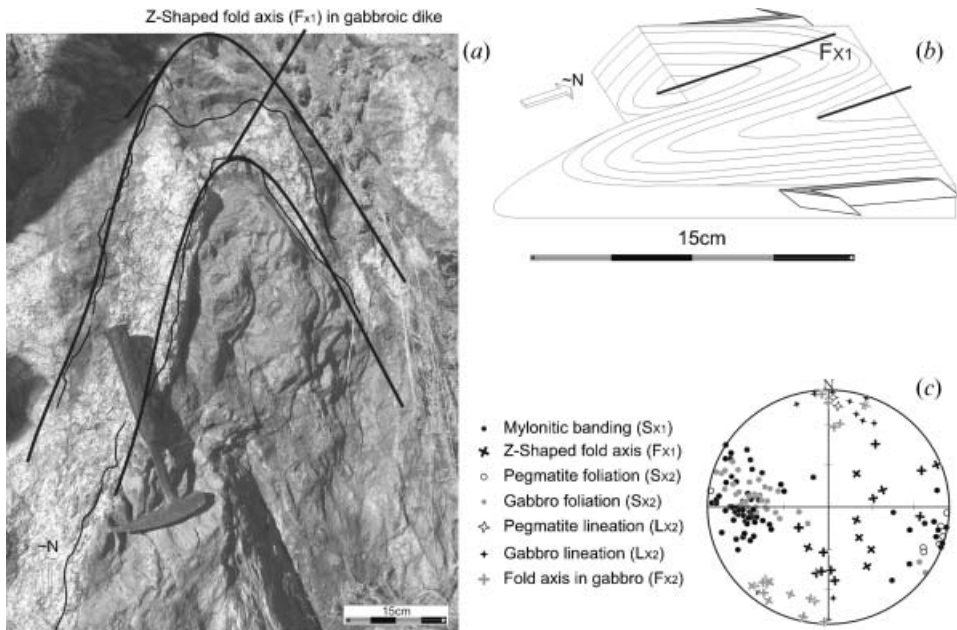 Z-Shaped fold axis (FX1) in gabbroic dike
(a)
(b)
FX1
~N
15cm
(c)
N
Mylonitic banding (SX1)
Z-Shaped fold axis (FX1)
Pegmatite foliation (SX2)
Gabbro foliation (SX2)
Pegmatite lineation (LX2)
Gabbro lineation (LX2)
Fold axis in gabbro (FX2)
~N
15cm